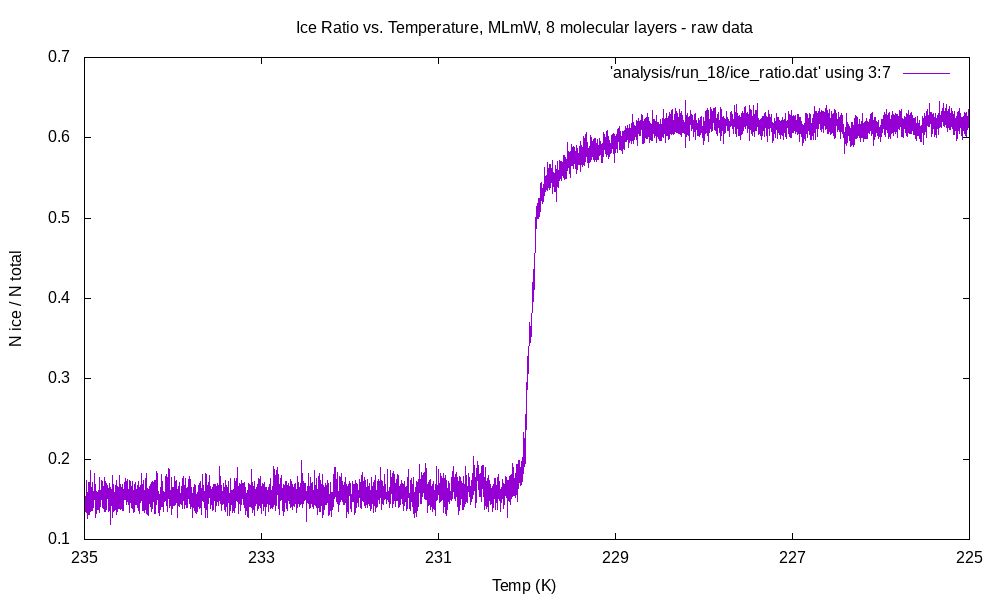 Ice Ratio vs. Temperature, MLmW, 8 molecular layers - raw data
'analysis/run_18/ice_ratio.dat' using 3:7
N ice / N total
0.7
0.6
0.5
0.4
0.3
0.2
0.1
235 233 231 229 227 225
Temp (K)